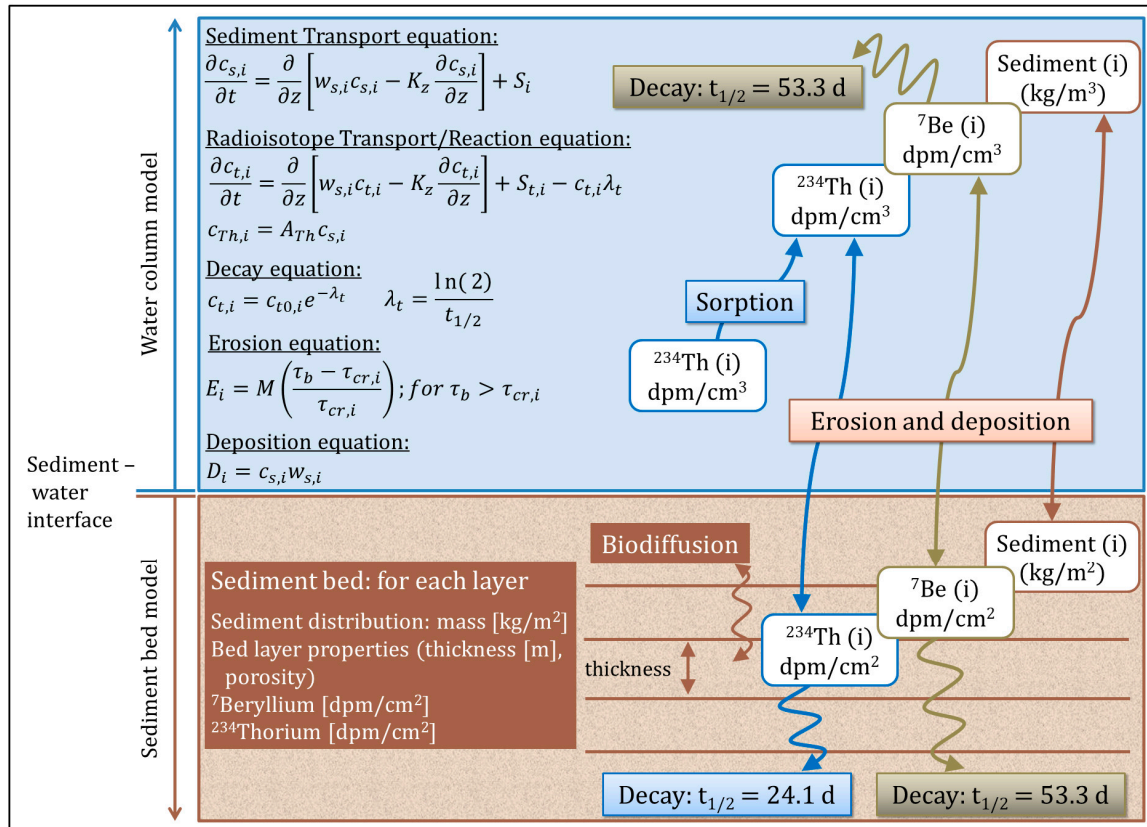 Water column model
Sediment –
water
interface
Sediment bed model
Sediment Transport equation:
∂c_{s,i}/∂t = ∂/∂z [w_{s,i}c_{s,i} − K_z ∂c_{s,i}/∂z] + S_i
Radioisotope Transport/Reaction equation:
∂c_{t,i}/∂t = ∂/∂z [w_{s,i}c_{t,i} − K_z ∂c_{t,i}/∂z] + S_{t,i} − c_{t,i}λ_t
c_{Th,i} = A_{Th}c_{s,i}
Decay equation:
c_{t,i} = c_{t0,i}e^{−λ_t} λ_t = ln(2)/t_{1/2}
Erosion equation:
E_i = M((τ_b − τ_{cr,i})/τ_{cr,i}); for τ_b > τ_{cr,i}
Deposition equation:
D_i = c_{s,i}w_{s,i}
Decay: t_{1/2} = 53.3 d
Sediment (i)
(kg/m³)
⁷Be (i)
dpm/cm³
²³⁴Th (i)
dpm/cm³
Sorption
²³⁴Th (i)
dpm/cm³
Erosion and deposition
Sediment bed: for each layer
Sediment distribution: mass [kg/m²]
Bed layer properties (thickness [m],
porosity)
⁷Beryllium [dpm/cm²]
²³⁴Thorium [dpm/cm²]
Biodiffusion
thickness
Sediment (i)
(kg/m²)
⁷Be (i)
dpm/cm²
²³⁴Th (i)
dpm/cm²
Decay: t_{1/2} = 24.1 d
Decay: t_{1/2} = 53.3 d